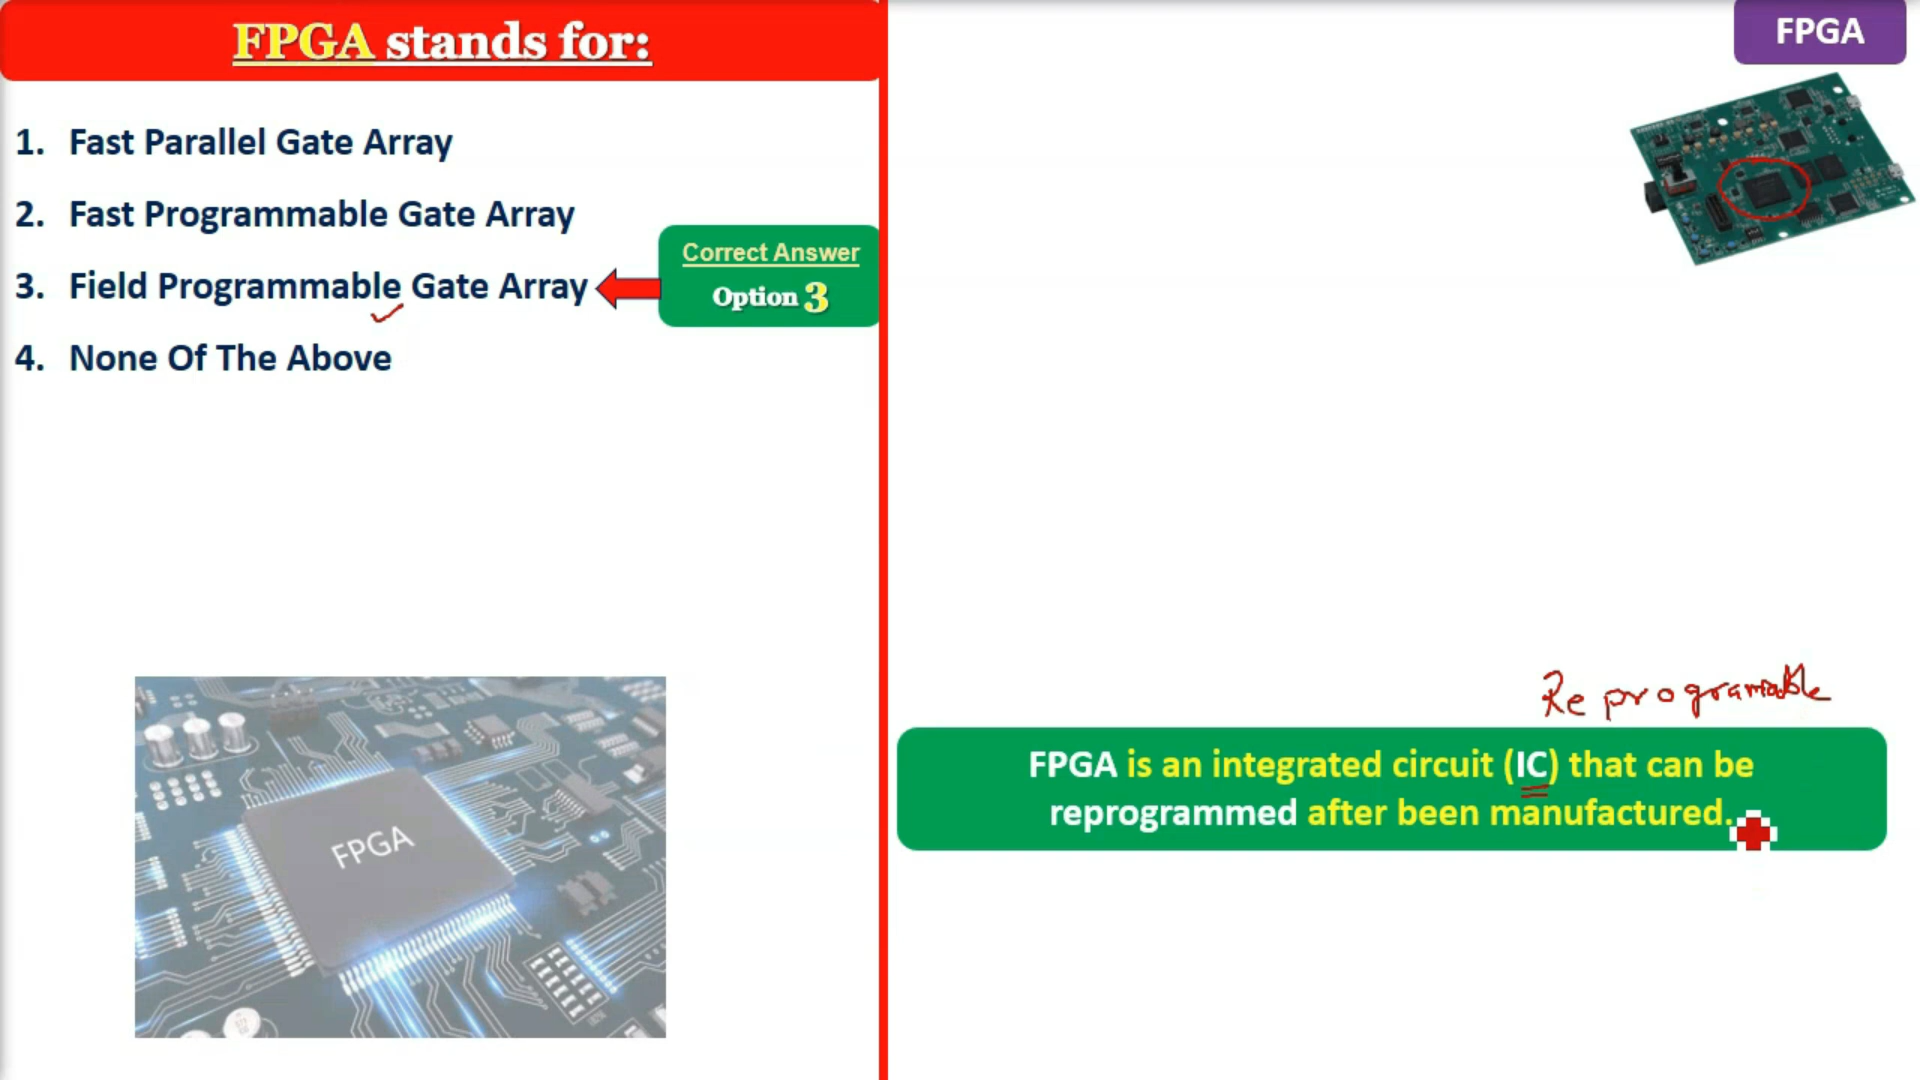 FPGA stands for:
1. Fast Parallel Gate Array
2. Fast Programmable Gate Array
3. Field Programmable Gate Array
4. None Of The Above
Correct Answer
Option 3
FPGA
FPGA
Reprogramable
FPGA is an integrated circuit (IC) that can be
reprogrammed after been manufactured.